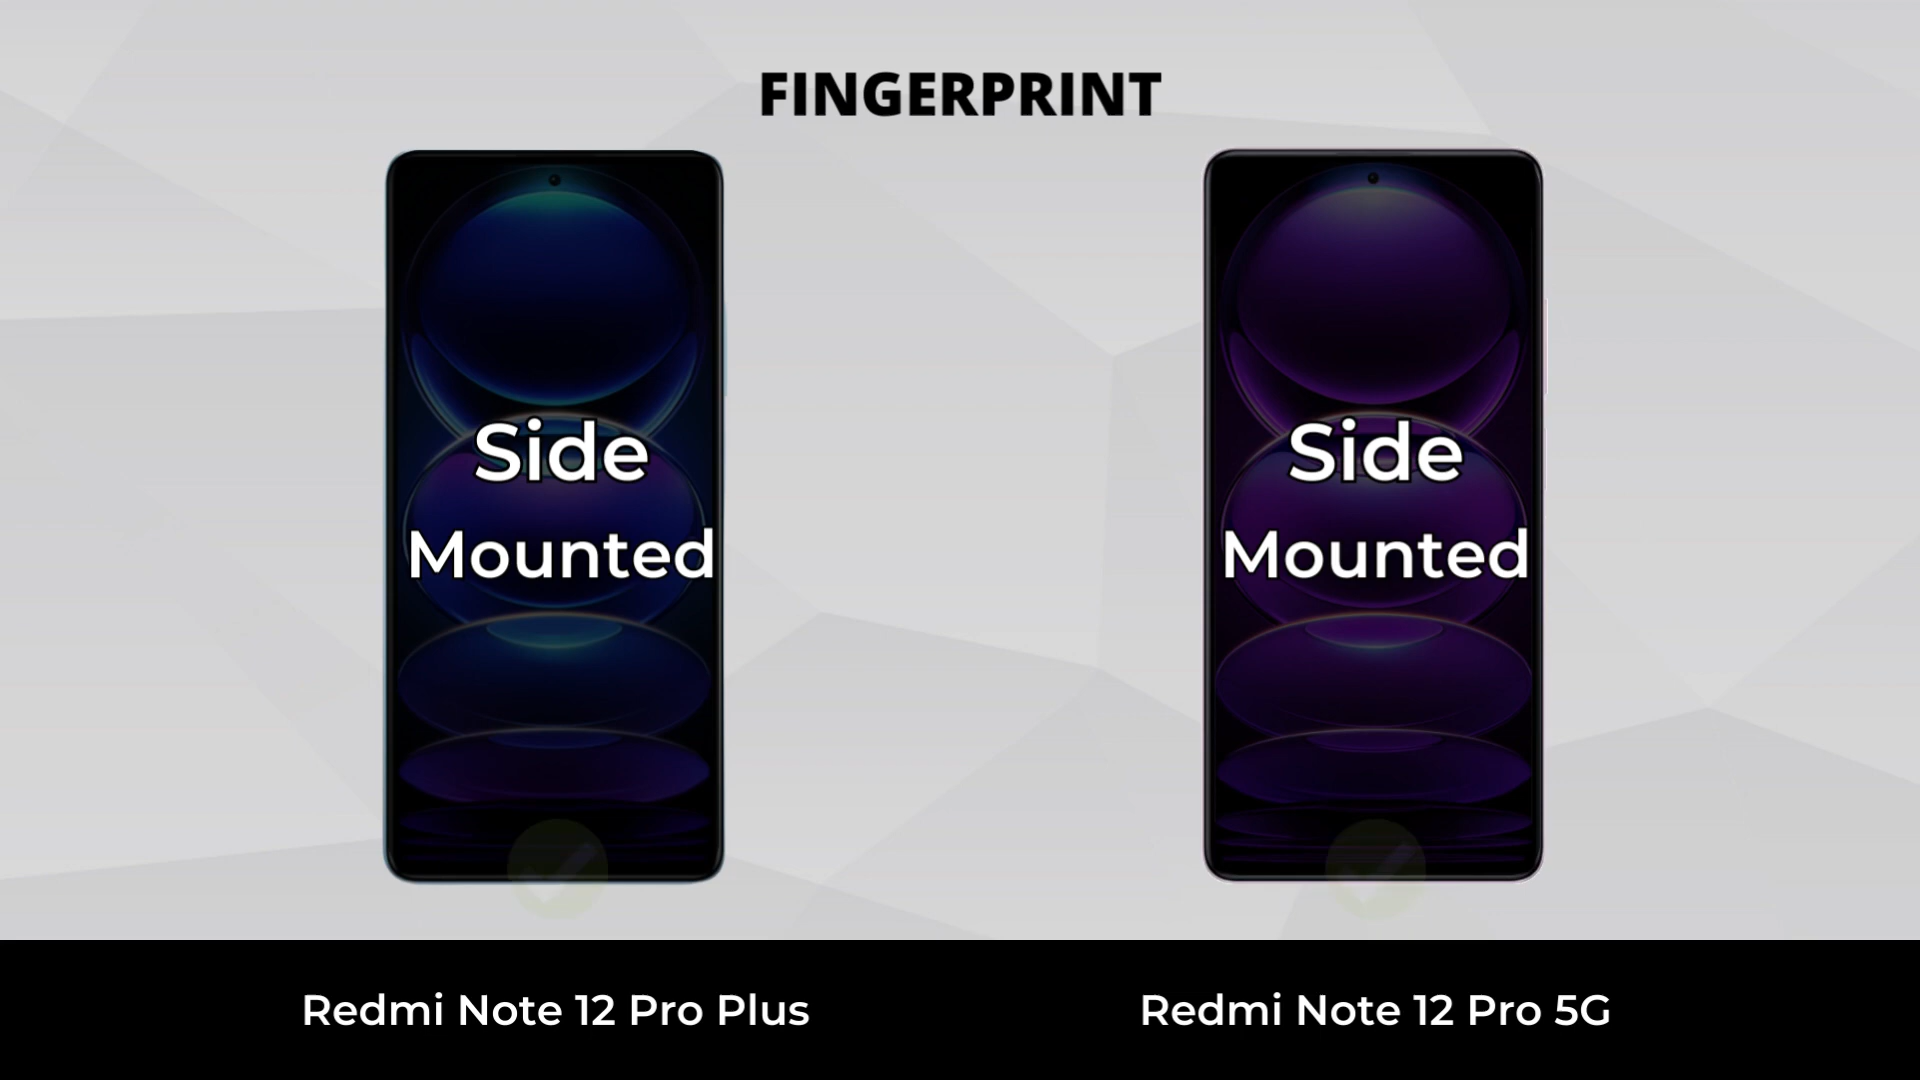 FINGERPRINT
Side
Mounted
Side
Mounted
Redmi Note 12 Pro Plus
Redmi Note 12 Pro 5G